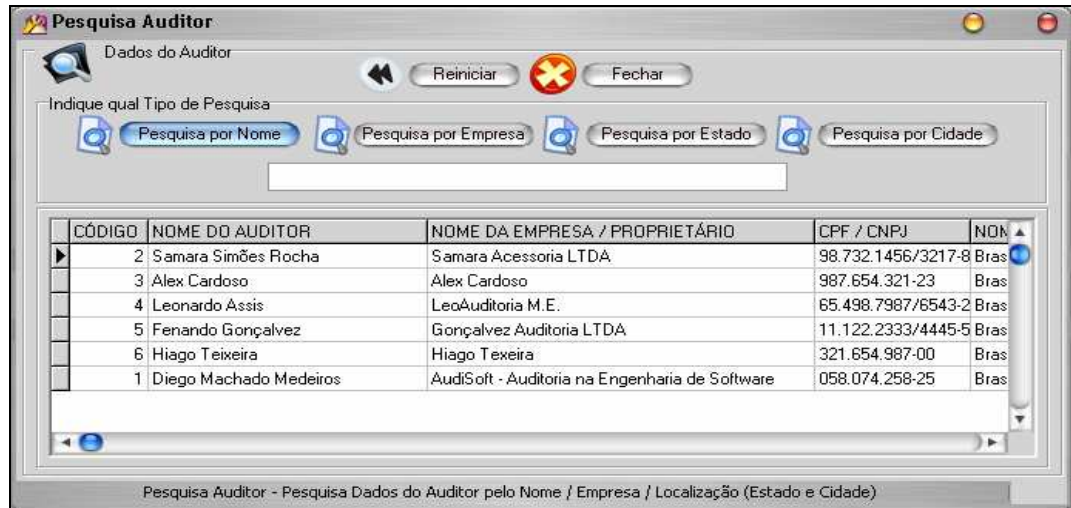 Pesquisa Auditor
Dados do Auditor
Reiniciar Fechar
Indique qual Tipo de Pesquisa
Pesquisa por Nome Pesquisa por Empresa Pesquisa por Estado Pesquisa por Cidade
CÓDIGO NOME DO AUDITOR NOME DA EMPRESA / PROPRIETÁRIO CPF / CNPJ NOM
2 Samara Simões Rocha Samara Acessoria LTDA 98.732.1456/3217-8 Bras
3 Alex Cardoso Alex Cardoso 987.654.321-23 Bras
4 Leonardo Assis LeoAuditoria M.E. 65.498.7987/6543-2 Bras
5 Fenando Gonçalvez Gonçalvez Auditoria LTDA 11.122.2333/4445-5 Bras
6 Hiago Teixeira Hiago Texeira 321.654.987-00 Bras
1 Diego Machado Medeiros AudiSoft - Auditoria na Engenharia de Software 058.074.258-25 Bras
Pesquisa Auditor - Pesquisa Dados do Auditor pelo Nome / Empresa / Localização (Estado e Cidade)